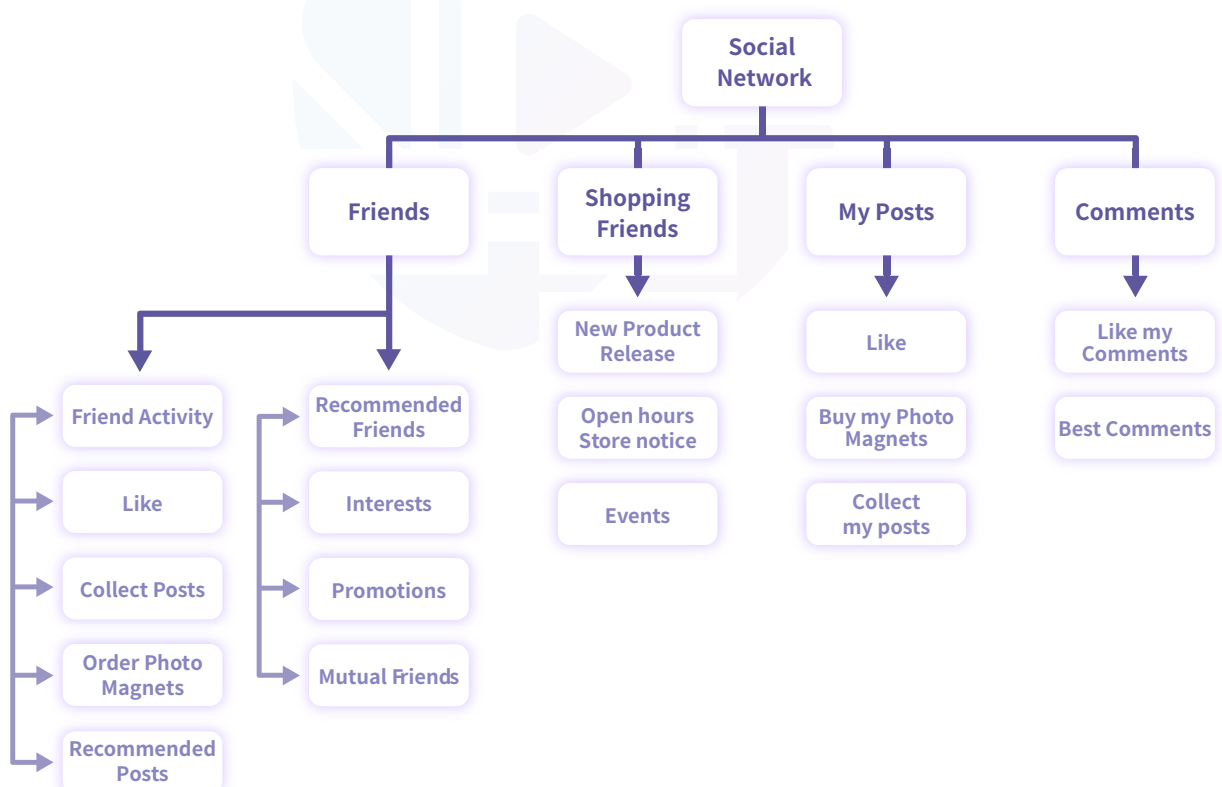 Social
Network
Friends
Shopping
Friends
My Posts
Comments
New Product
Release
Open hours
Store notice
Events
Like
Buy my Photo
Magnets
Collect
my posts
Like my
Comments
Best Comments
Friend Activity
Like
Collect Posts
Order Photo
Magnets
Recommended
Posts
Recommended
Friends
Interests
Promotions
Mutual Friends